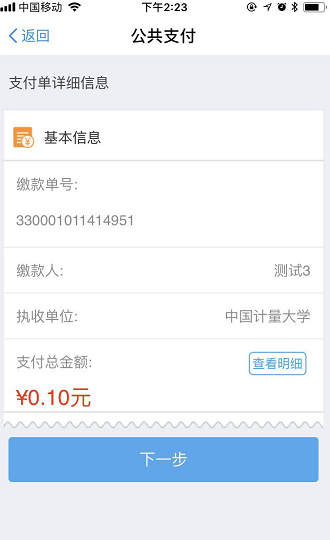 中国移动 下午2:23
返回 公共支付
支付单详细信息
基本信息
缴款单号:
330001011414951
缴款人: 测试3
执收单位: 中国计量大学
支付总金额: 查看明细
¥0.10元
下一步